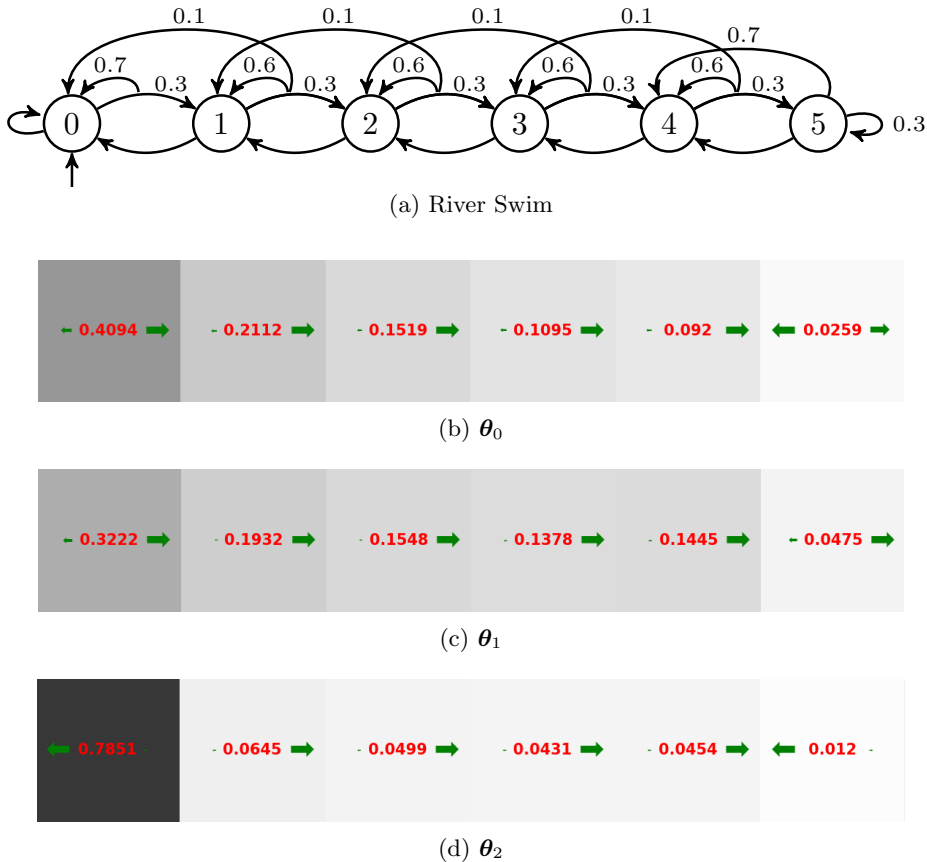 0.1 0.1 0.1 0.1
0.7 0.6 0.6 0.6 0.6 0.7
0.3 0.3 0.3 0.3 0.3
0 1 2 3 4 5 0.3
(a) River Swim
0.4094 0.2112 0.1519 0.1095 0.092 0.0259
(b) θ₀
0.3222 0.1932 0.1548 0.1378 0.1445 0.0475
(c) θ₁
0.7851 0.0645 0.0499 0.0431 0.0454 0.012
(d) θ₂